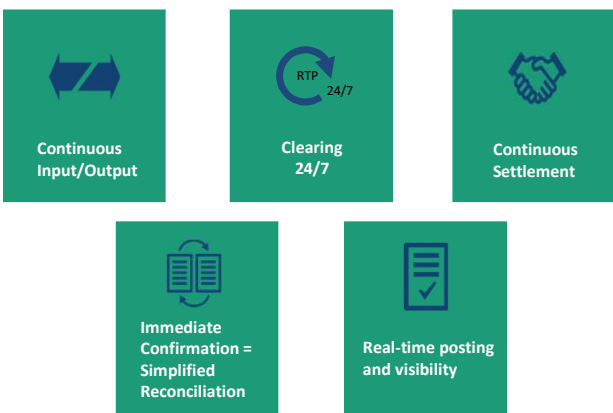 RTP
24/7
Continuous
Input/Output
Clearing
24/7
Continuous
Settlement
Immediate
Confirmation =
Simplified
Reconciliation
Real-time posting
and visibility